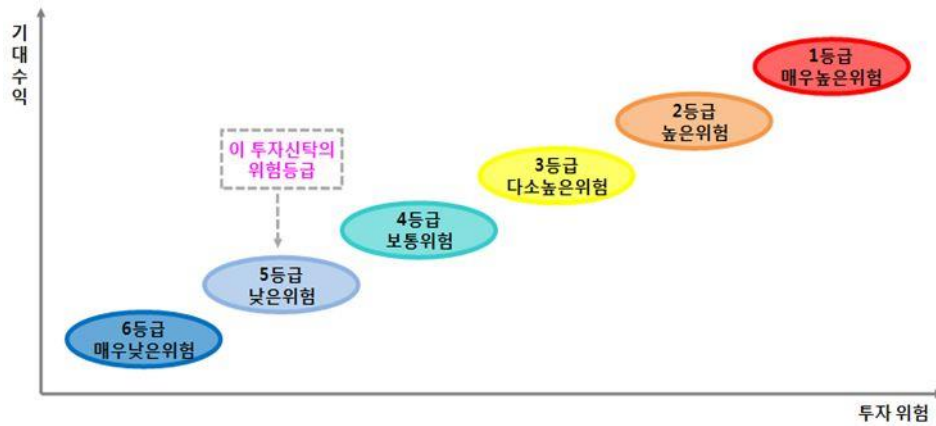 기
대
수
익
1등급
매우높은위험
2등급
높은위험
이 투자신탁의
위험등급
3등급
다소높은위험
4등급
보통위험
5등급
낮은위험
6등급
매우낮은위험
투자 위험